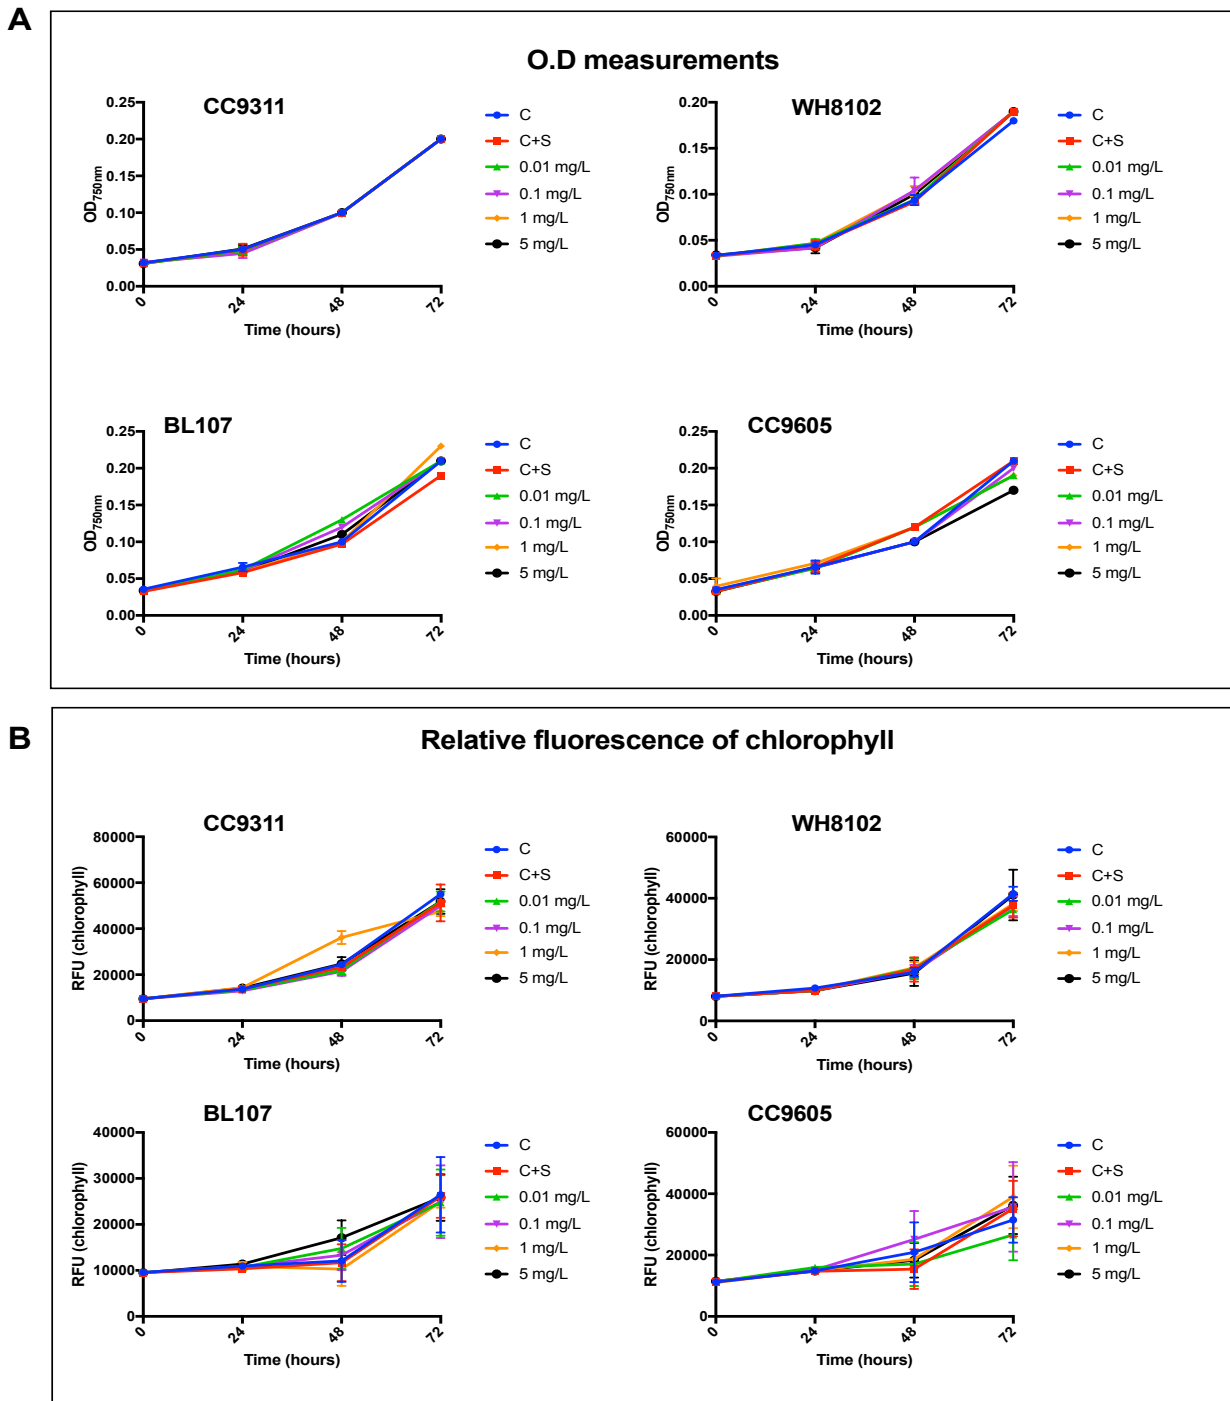 A
O.D measurements
CC9311
0.25
0.20
0.15
0.10
0.05
0.00
OD750nm
0
24
48
72
Time (hours)
C
C+S
0.01 mg/L
0.1 mg/L
1 mg/L
5 mg/L
WH8102
0.20
0.15
0.10
0.05
0.00
OD750nm
0
24
48
72
Time (hours)
C
C+S
0.01 mg/L
0.1 mg/L
1 mg/L
5 mg/L
BL107
0.25
0.20
0.15
0.10
0.05
0.00
OD750nm
0
24
48
72
Time (hours)
C
C+S
0.01 mg/L
0.1 mg/L
1 mg/L
5 mg/L
CC9605
0.25
0.20
0.15
0.10
0.05
0.00
OD750nm
0
24
48
72
Time (hours)
C
C+S
0.01 mg/L
0.1 mg/L
1 mg/L
5 mg/L
B
Relative fluorescence of chlorophyll
CC9311
80000
60000
40000
20000
0
RFU (chlorophyll)
0
24
48
72
Time (hours)
C
C+S
0.01 mg/L
0.1 mg/L
1 mg/L
5 mg/L
WH8102
60000
40000
20000
0
RFU (chlorophyll)
0
24
48
72
Time (hours)
C
C+S
0.01 mg/L
0.1 mg/L
1 mg/L
5 mg/L
BL107
40000
30000
20000
10000
0
RFU (chlorophyll)
0
24
48
72
Time (hours)
C
C+S
0.01 mg/L
0.1 mg/L
1 mg/L
5 mg/L
CC9605
60000
40000
20000
0
RFU (chlorophyll)
0
24
48
72
Time (hours)
C
C+S
0.01 mg/L
0.1 mg/L
1 mg/L
5 mg/L